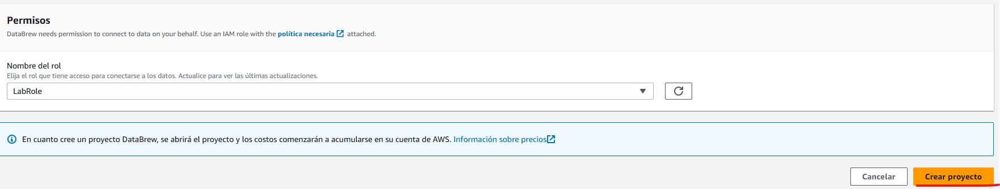 Permisos
DataBrew needs permission to connect to data on your behalf. Use an IAM role with the política necesaria attached.
Nombre del rol
Elija el rol que tiene acceso para conectarse a los datos. Actualice para ver las últimas actualizaciones.
LabRole
En cuanto cree un proyecto DataBrew, se abrirá el proyecto y los costos comenzarán a acumularse en su cuenta de AWS. Información sobre precios
Cancelar Crear proyecto